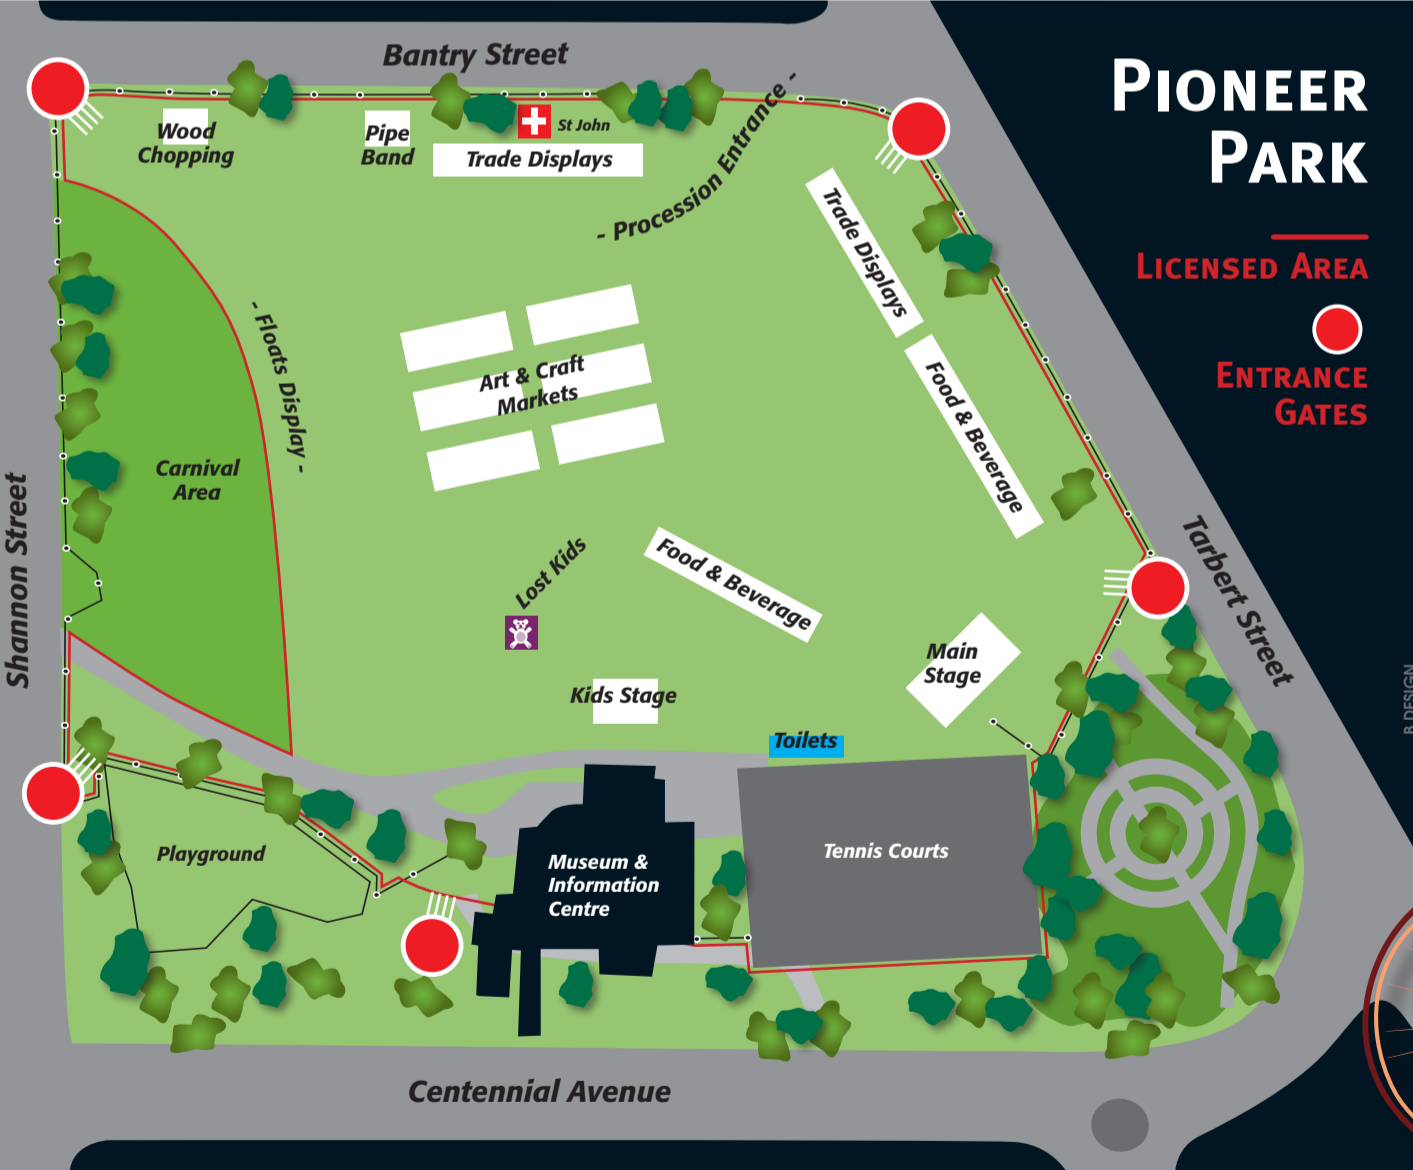 Bantry Street
PIONEER
PARK
LICENSED AREA
ENTRANCE
GATES
Wood
Chopping
Pipe
Band
St John
Trade Displays
- Procession Entrance -
Trade Displays
- Floats Display -
Art & Craft
Markets
Food & Beverage
Carnival
Area
Shannon Street
Lost Kids
Food & Beverage
Tarbert Street
Main
Stage
Kids Stage
Toilets
B DESIGN
Playground
Museum &
Information
Centre
Tennis Courts
Centennial Avenue